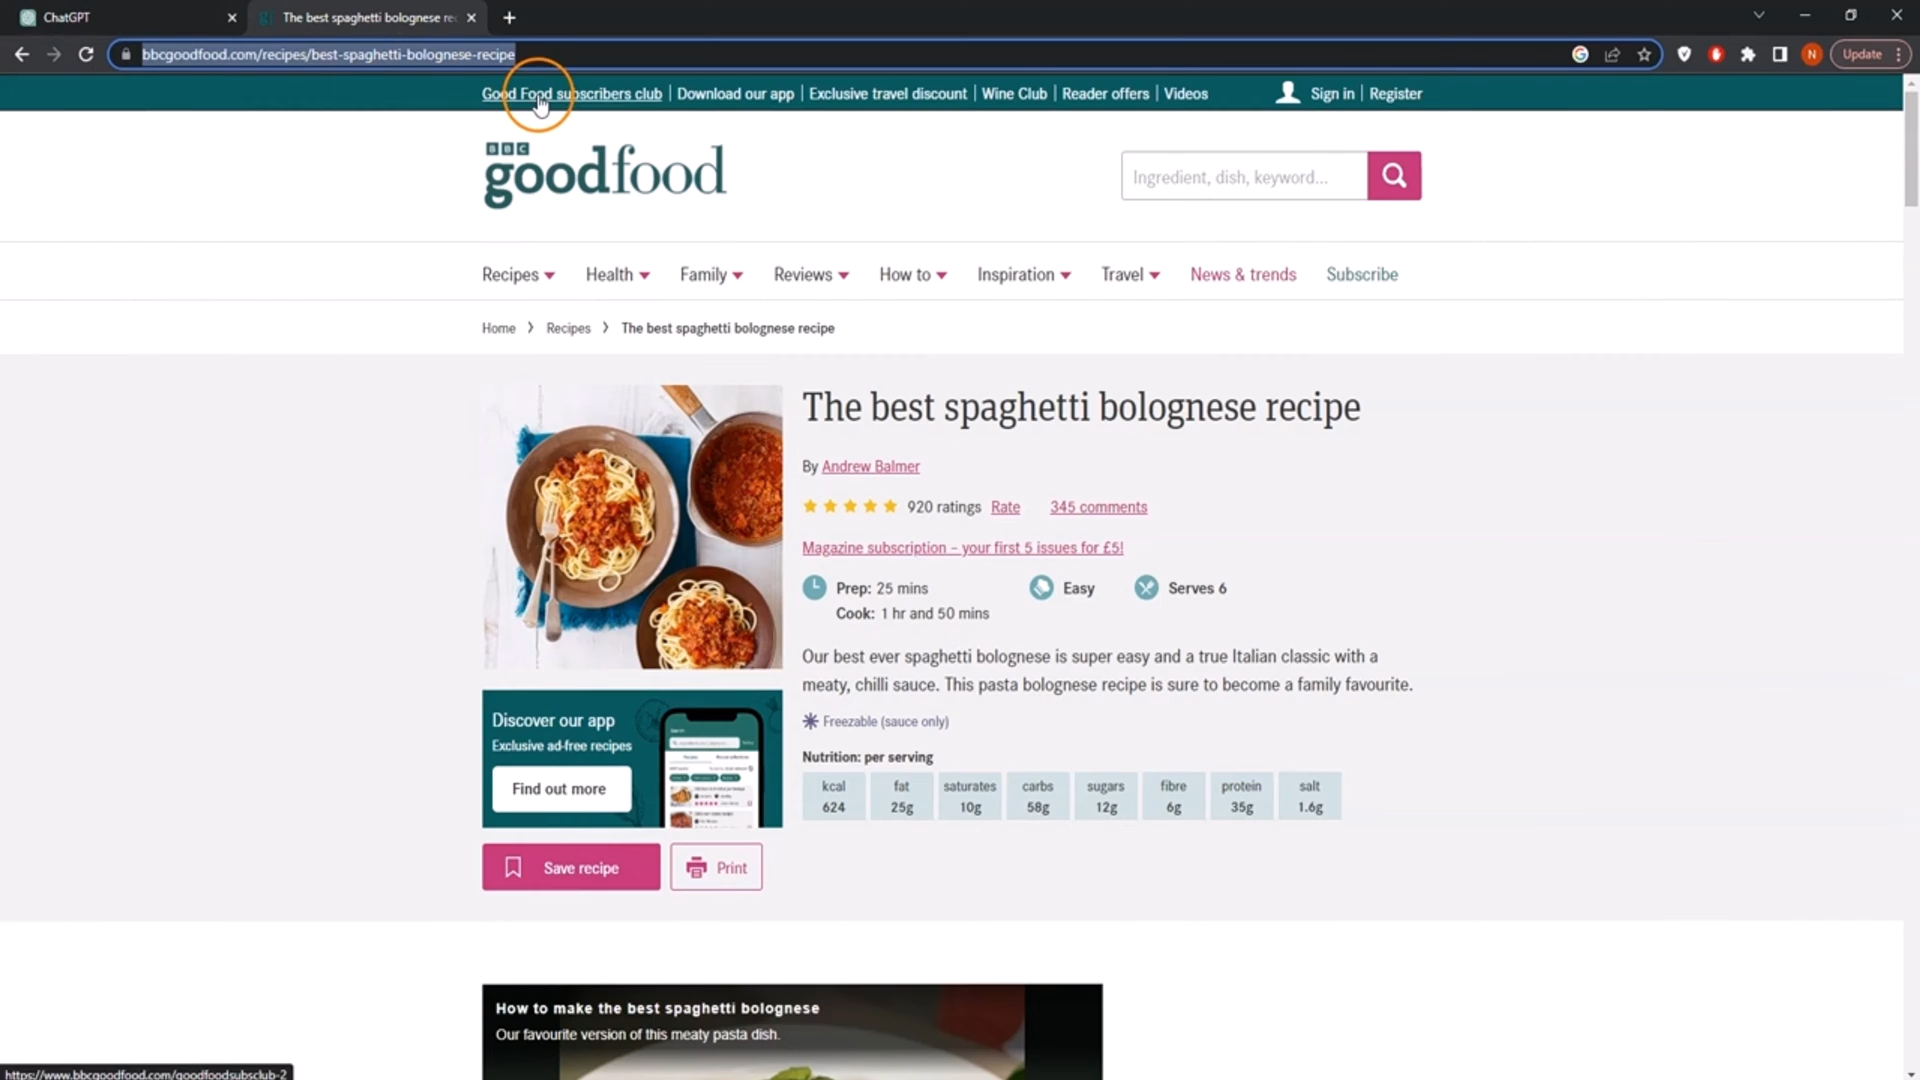 ChatGPT
The best spaghetti bolognese rec
bbcgoodfood.com/recipes/best-spaghetti-bolognese-recipe
N
Update
Good Food subscribers club | Download our app | Exclusive travel discount | Wine Club | Reader offers | Videos
Sign in | Register
BBC
goodfood
Ingredient, dish, keyword...
Recipes
Health
Family
Reviews
How to
Inspiration
Travel
News & trends
Subscribe
Home > Recipes > The best spaghetti bolognese recipe
The best spaghetti bolognese recipe
By Andrew Balmer
920 ratings Rate 345 comments
Magazine subscription – your first 5 issues for £5!
Prep: 25 mins
Easy
Serves 6
Cook: 1 hr and 50 mins
Our best ever spaghetti bolognese is super easy and a true Italian classic with a
meaty, chilli sauce. This pasta bolognese recipe is sure to become a family favourite.
Freezable (sauce only)
Nutrition: per serving
kcal fat saturates carbs sugars fibre protein salt
624 25g 10g 58g 12g 6g 35g 1.6g
Discover our app
Exclusive ad-free recipes
Find out more
Save recipe
Print
How to make the best spaghetti bolognese
Our favourite version of this meaty pasta dish.
https://www.bbcgoodfood.com/goodfoodsubsclub-2